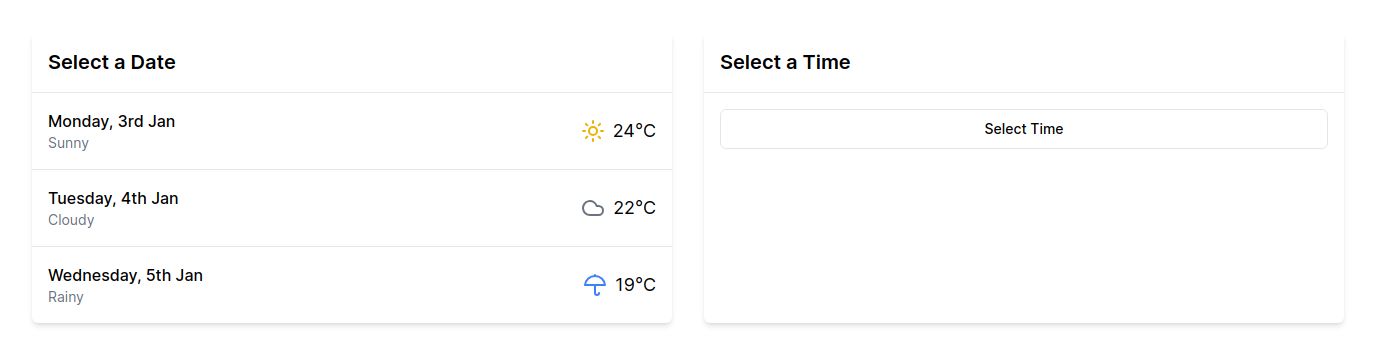 Select a Date
Monday, 3rd Jan
Sunny
24°C
Tuesday, 4th Jan
Cloudy
22°C
Wednesday, 5th Jan
Rainy
19°C
Select a Time
Select Time